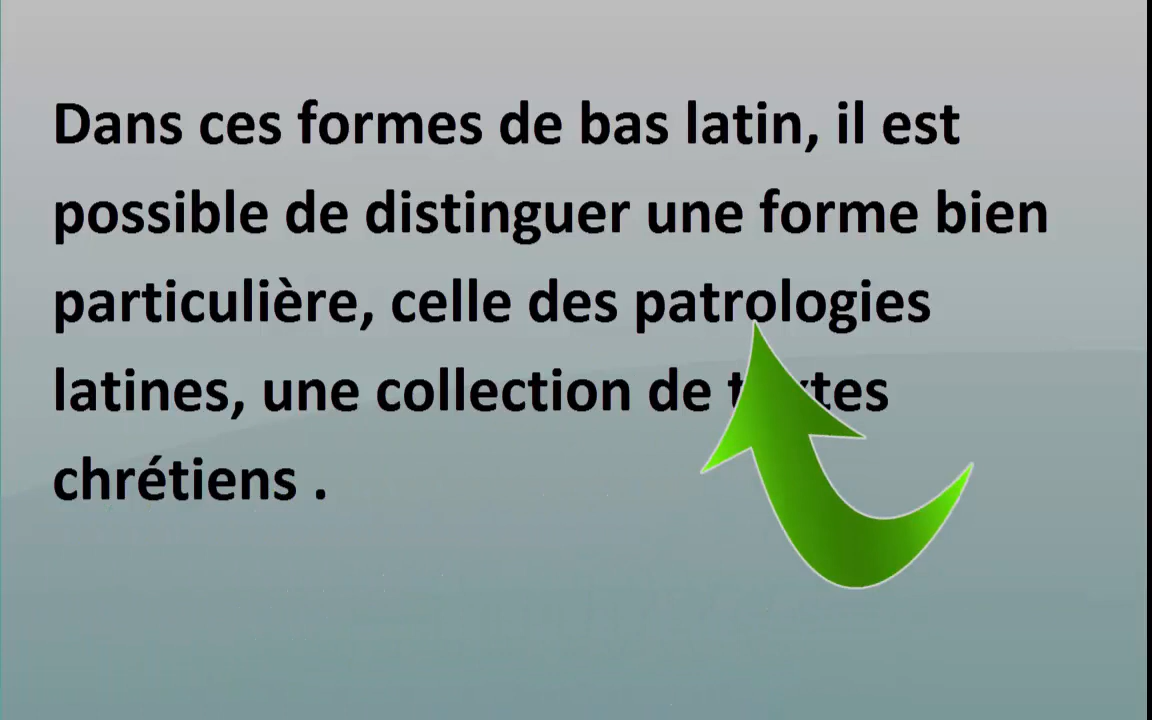 Dans ces formes de bas latin, il est
possible de distinguer une forme bien
particulière, celle des patrologies
latines, une collection de textes
chrétiens .